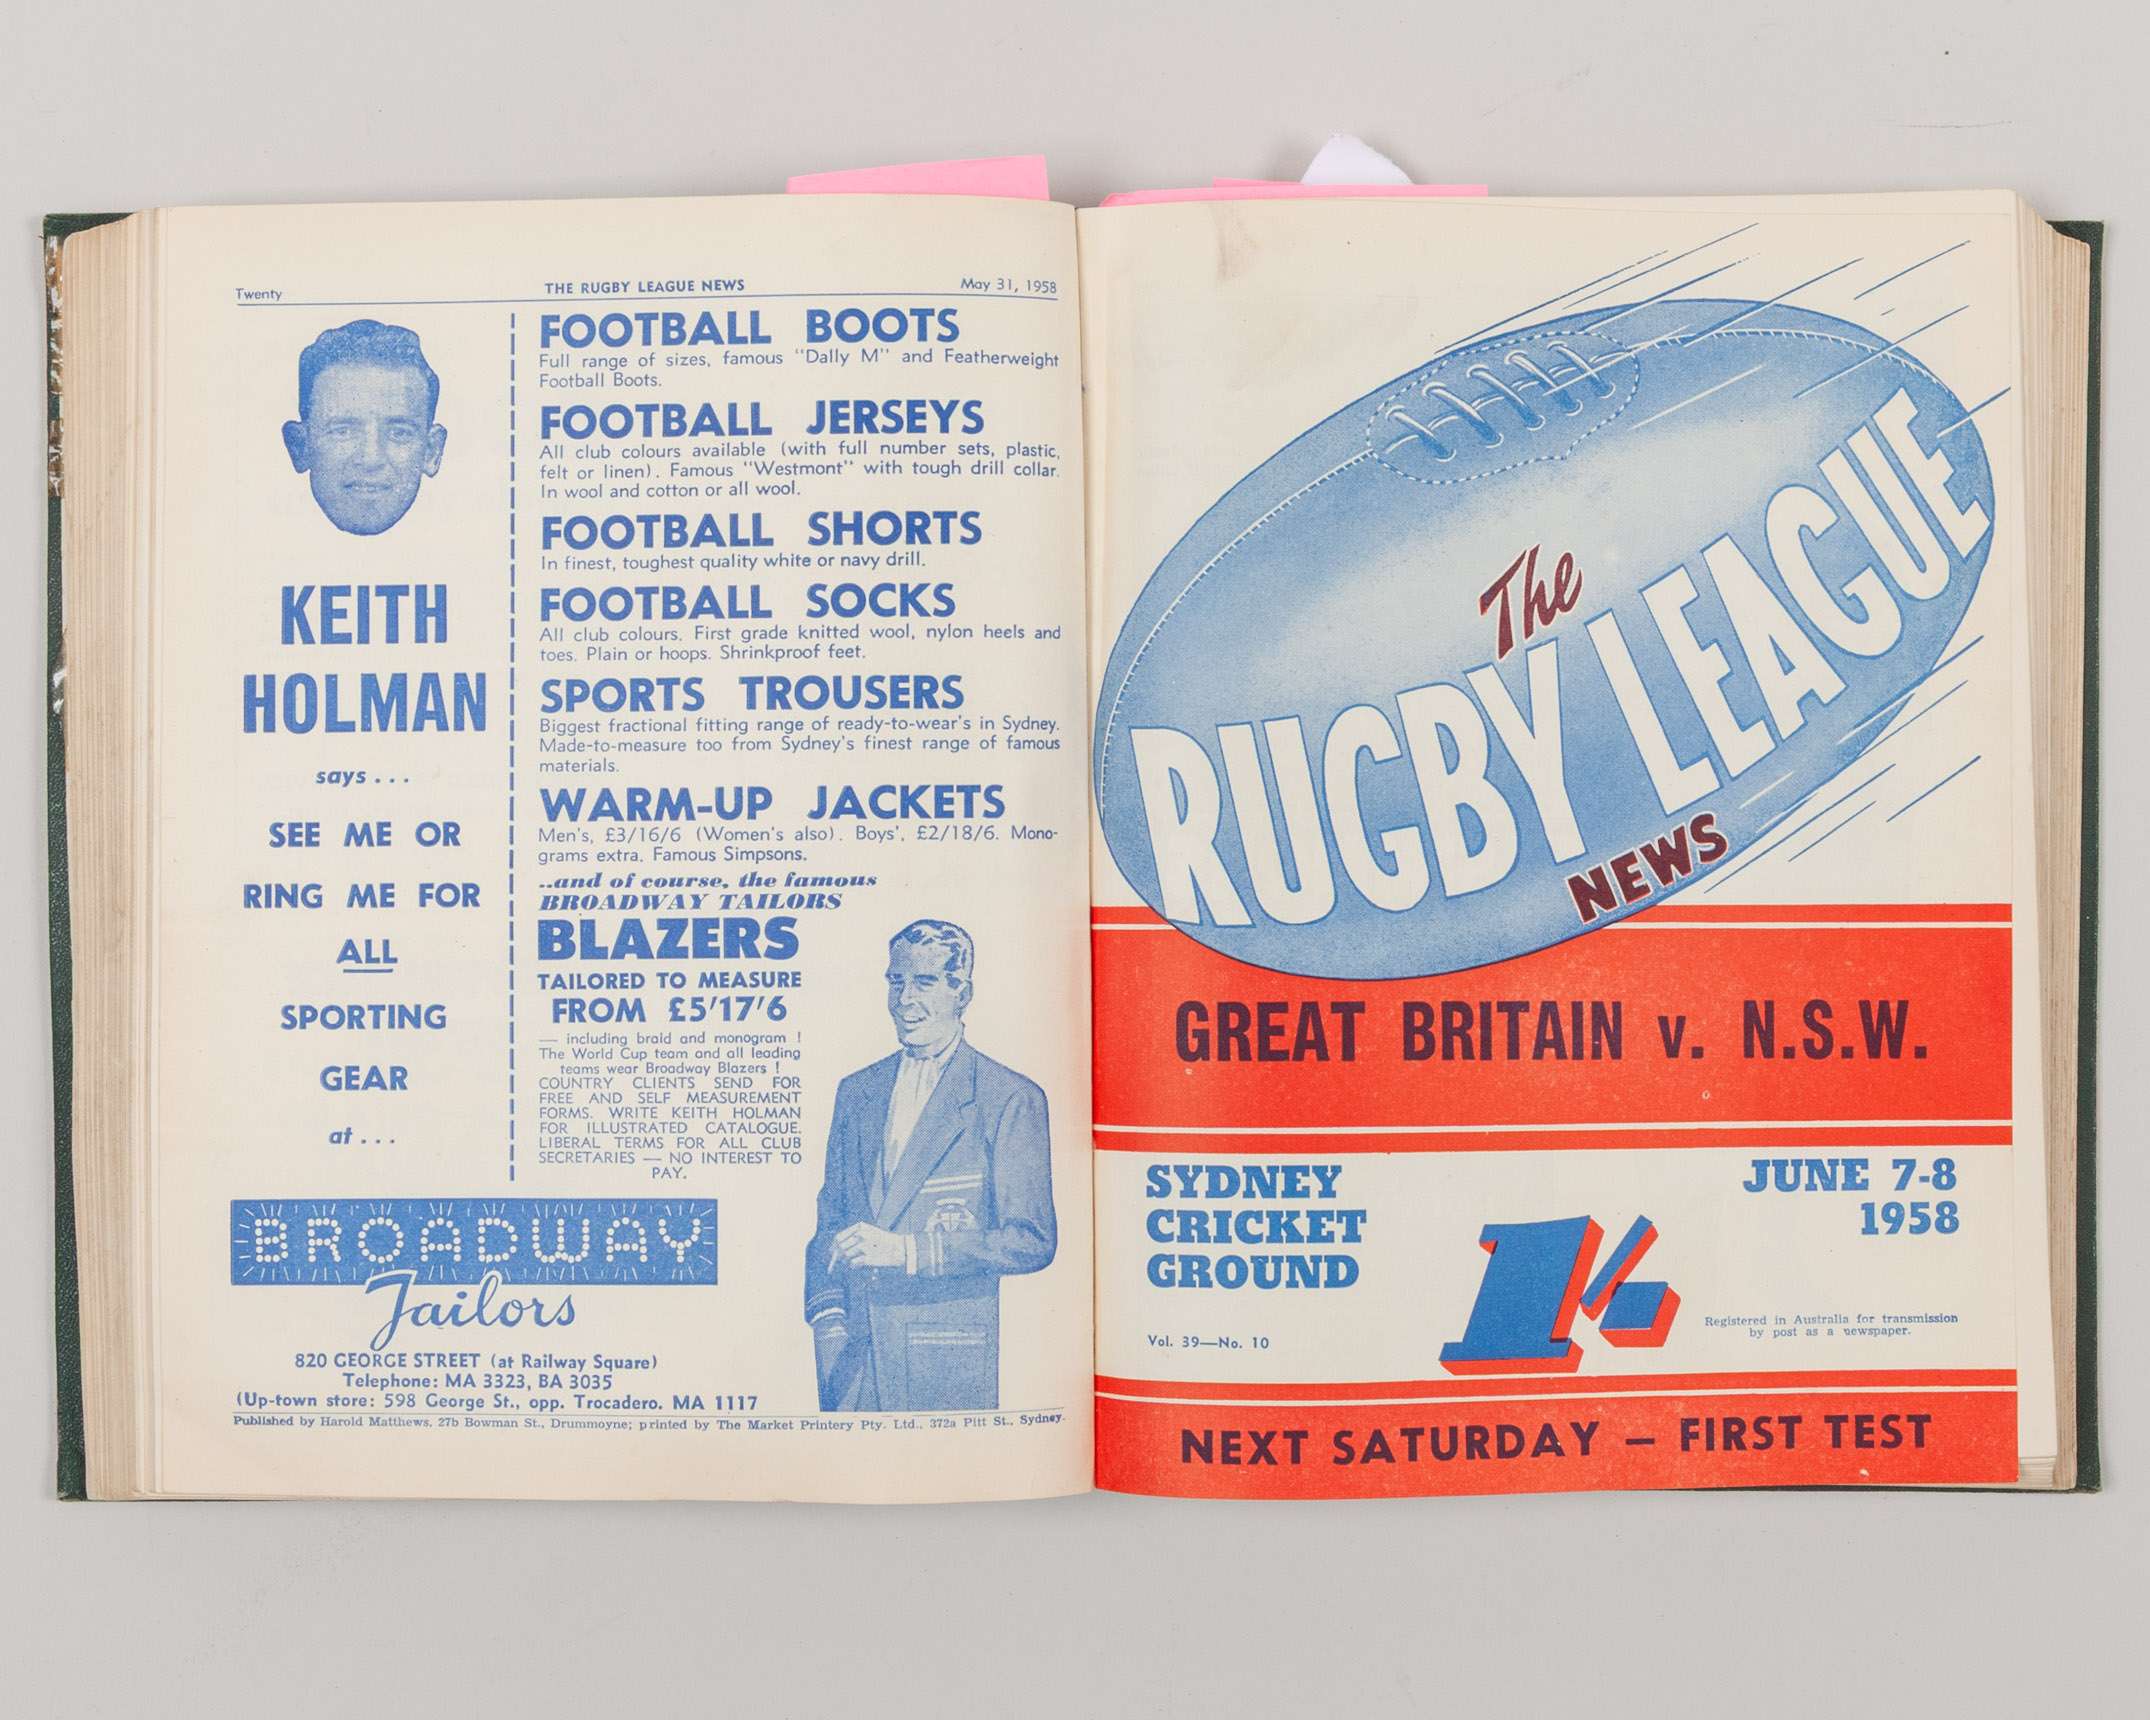 Twenty
THE RUGBY LEAGUE NEWS
May 31, 1958
KEITH
HOLMAN
says...
SEE ME OR
RING ME FOR
ALL
SPORTING
GEAR
at...
FOOTBALL BOOTS
Full range of sizes, famous "Dally M" and Featherweight
Football Boots.
FOOTBALL JERSEYS
All club colours available (with full number sets, plastic,
felt or linen). Famous "Westmont" with tough drill collar.
In wool and cotton or all wool.
FOOTBALL SHORTS
In finest, toughest quality white or navy drill.
FOOTBALL SOCKS
All club colours. First grade knitted wool, nylon heels and
toes. Plain or hoops. Shrinkproof feet.
SPORTS TROUSERS
Biggest fractional fitting range of ready-to-wear's in Sydney.
Made-to-measure too from Sydney's finest range of famous
materials.
WARM-UP JACKETS
Men's, £3/16/6 (Women's also). Boys', £2/18/6. Mono-
grams extra. Famous Simpsons.
..and of course, the famous
BROADWAY TAILORS
BLAZERS
TAILORED TO MEASURE
FROM £5'17'6
— including braid and monogram !
The World Cup team and all leading
teams wear Broadway Blazers !
COUNTRY CLIENTS SEND FOR
FREE AND SELF MEASUREMENT
FORMS. WRITE KEITH HOLMAN
FOR ILLUSTRATED CATALOGUE.
LIBERAL TERMS FOR ALL CLUB
SECRETARIES — NO INTEREST TO
PAY.
BROADWAY
Tailors
820 GEORGE STREET (at Railway Square)
Telephone: MA 3323, BA 3035
(Up-town store: 598 George St., opp. Trocadero. MA 1117
Published by Harold Matthews, 27b Bowman St., Drummoyne; printed by The Market Printery Pty. Ltd., 372a Pitt St., Sydney.
The
RUGBY LEAGUE
NEWS
GREAT BRITAIN v. N.S.W.
SYDNEY
CRICKET
GROUND
JUNE 7-8
1958
1/-
Vol. 39—No. 10
Registered in Australia for transmission
by post as a newspaper.
NEXT SATURDAY — FIRST TEST